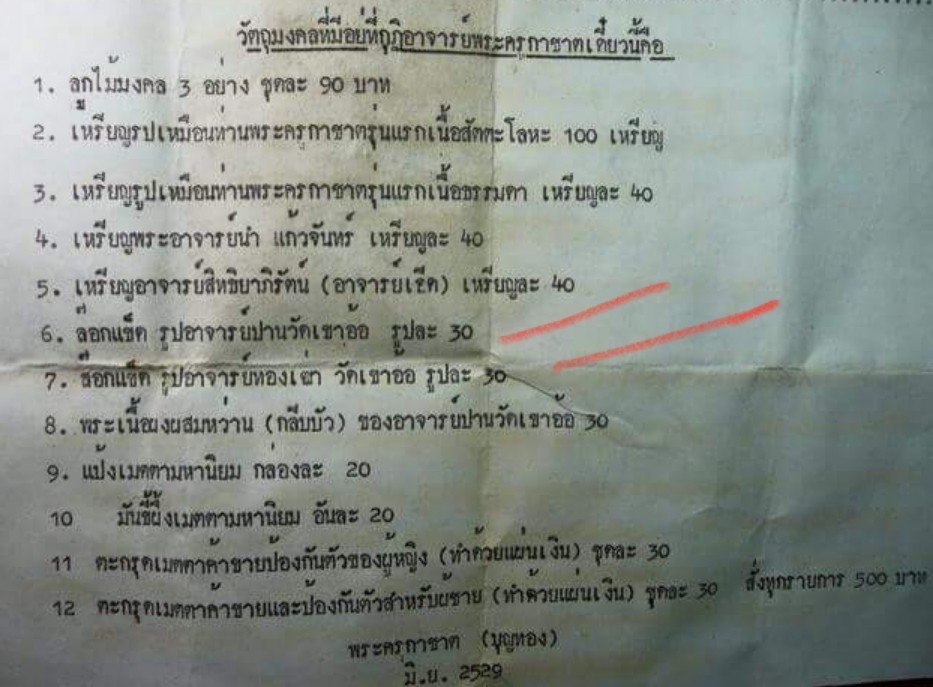 วัตถุมงคลที่มีอยู่ที่กุฏิอาจารย์พระครูกาชาดเดี๋ยวนี้คือ
1. ลูกไม้มงคล 3 อย่าง ชุดละ 90 บาท
2. เหรียญรูปเหมือนท่านพระครูกาชาดรุ่นแรกเนื้อสัตตะโลหะ 100 เหรียญ
3. เหรียญรูปเหมือนท่านพระครูกาชาดรุ่นแรกเนื้อธรรมดา เหรียญละ 40
4. เหรียญพระอาจารย์นำ แก้วจันทร์ เหรียญละ 40
5. เหรียญอาจารย์สิทธิยาภิรัตน์ (อาจารย์เอียด) เหรียญละ 40
6. ล๊อกแช็ค รูปอาจารย์ปานวัดเขาอ้อ รูปละ 30
7. ล๊อกแช็ค รูปอาจารย์ทองเฒ่า วัดเขาอ้อ รูปละ 30
8. พระเนื้อผงผสมหว่าน (กลีบบัว) ของอาจารย์ปานวัดเขาอ้อ 30
9. แป้งเมตตามหานิยม กล่องละ 20
10 มันขี้ผึ้งเมตตามหานิยม อันละ 20
11 ตะกรุดเมตตาค้าขายป้องกันตัวของผู้หญิง (ทำด้วยแผ่นเงิน) ชุดละ 30
12 ตะกรุดเมตตาค้าขายและป้องกันตัวสำหรับผู้ชาย (ทำด้วยแผ่นเงิน) ชุดละ 30 สั่งทุกรายการ 500 บาท
พระครูกาชาด (บุญทอง)
มิ.ย. 2529